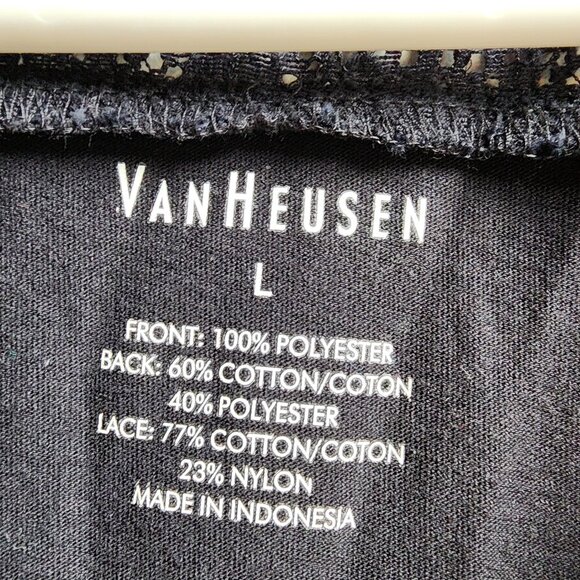 VANHEUSEN
L
FRONT: 100% POLYESTER
BACK: 60% COTTON/COTON
40% POLYESTER
LACE: 77% COTTON/COTON
23% NYLON
MADE IN INDONESIA